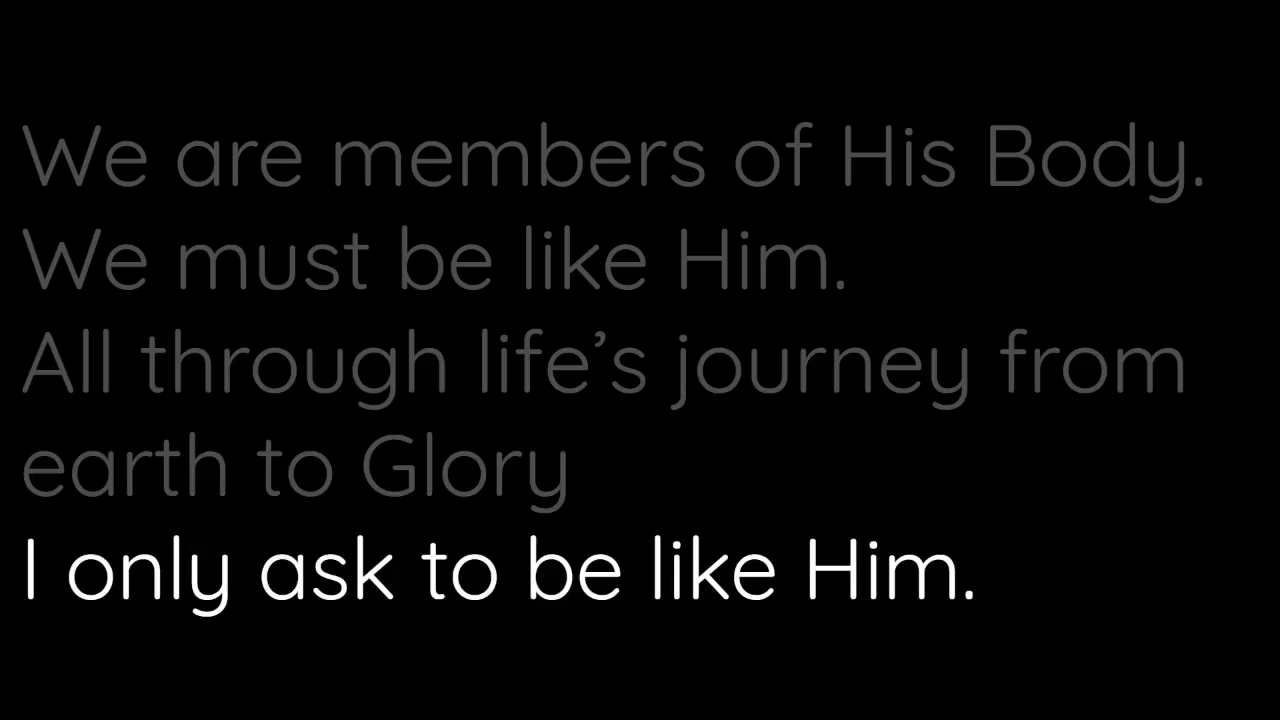 We are members of His Body.
We must be like Him.
All through life’s journey from
earth to Glory
I only ask to be like Him.